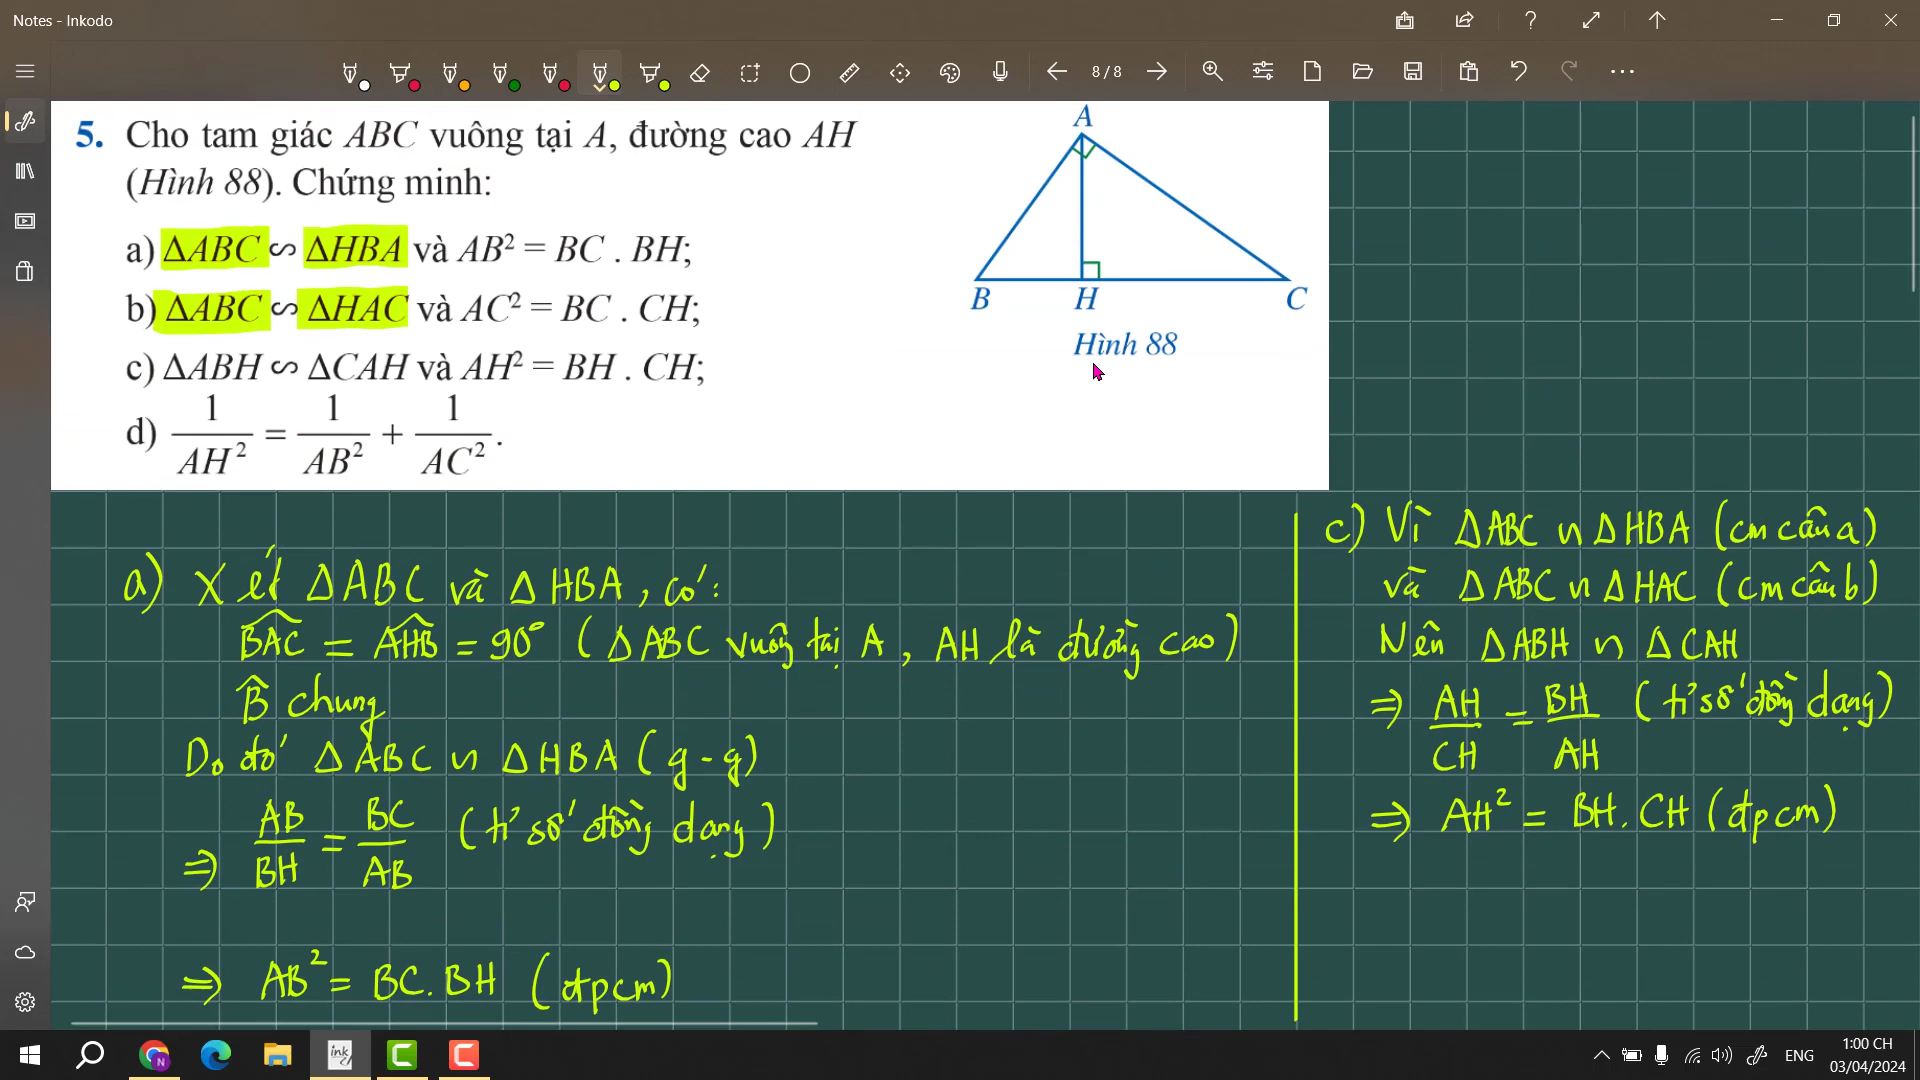 Notes - Inkodo
8 / 8
5. Cho tam giác ABC vuông tại A, đường cao AH
(Hình 88). Chứng minh:
a) ΔABC ∽ ΔHBA và AB² = BC . BH;
b) ΔABC ∽ ΔHAC và AC² = BC . CH;
c) ΔABH ∽ ΔCAH và AH² = BH . CH;
d) 1/AH² = 1/AB² + 1/AC².
A
B H C
Hình 88
a) Xét ΔABC và ΔHBA, có:
BAC = AHB = 90° (ΔABC vuông tại A, AH là đường cao)
B̂ chung
Do đó ΔABC ∽ ΔHBA (g-g)
⇒ AB/BH = BC/AB (tỉ số đồng dạng)
⇒ AB² = BC.BH (đpcm)
c) Vì ΔABC ∽ ΔHBA (cm câu a)
và ΔABC ∽ ΔHAC (cm câu b)
Nên ΔABH ∽ ΔCAH
⇒ AH/CH = BH/AH (tỉ số đồng dạng)
⇒ AH² = BH.CH (đpcm)
ink
ENG
1:00 CH
03/04/2024